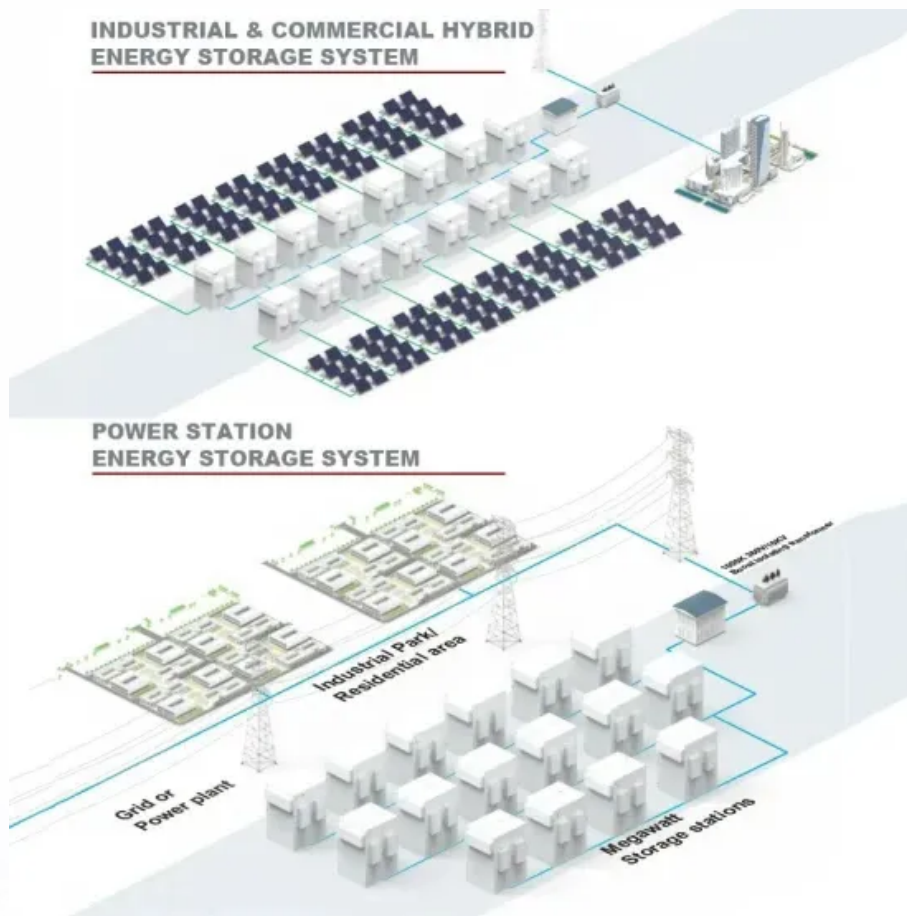 INDUSTRIAL & COMMERCIAL HYBRID
ENERGY STORAGE SYSTEM
POWER STATION
ENERGY STORAGE SYSTEM
Industrial Park/
Residential area
Grid or
Power plant
Megawatt
Storage stations